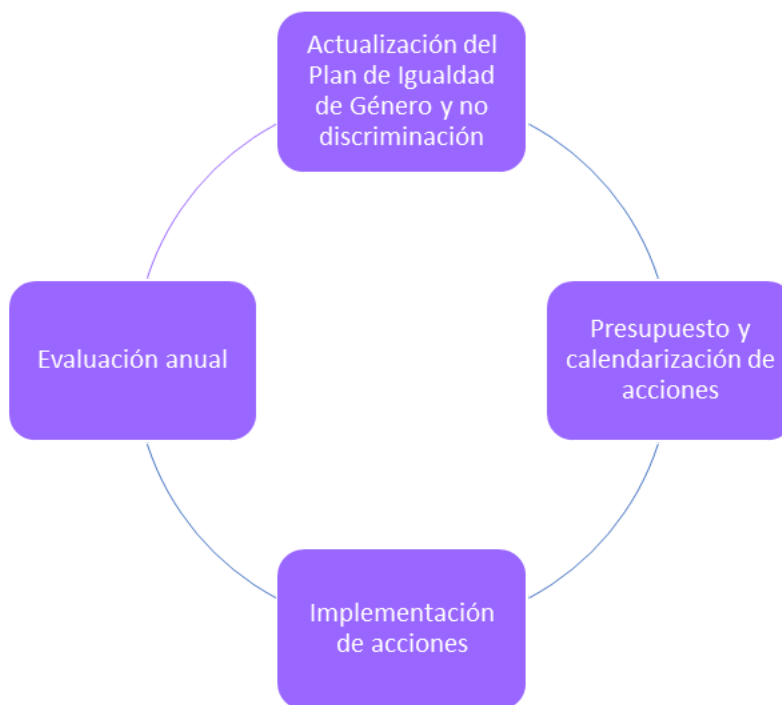 Actualización del
Plan de Igualdad
de Género y no
discriminación
Presupuesto y
calendarización de
acciones
Implementación
de acciones
Evaluación anual